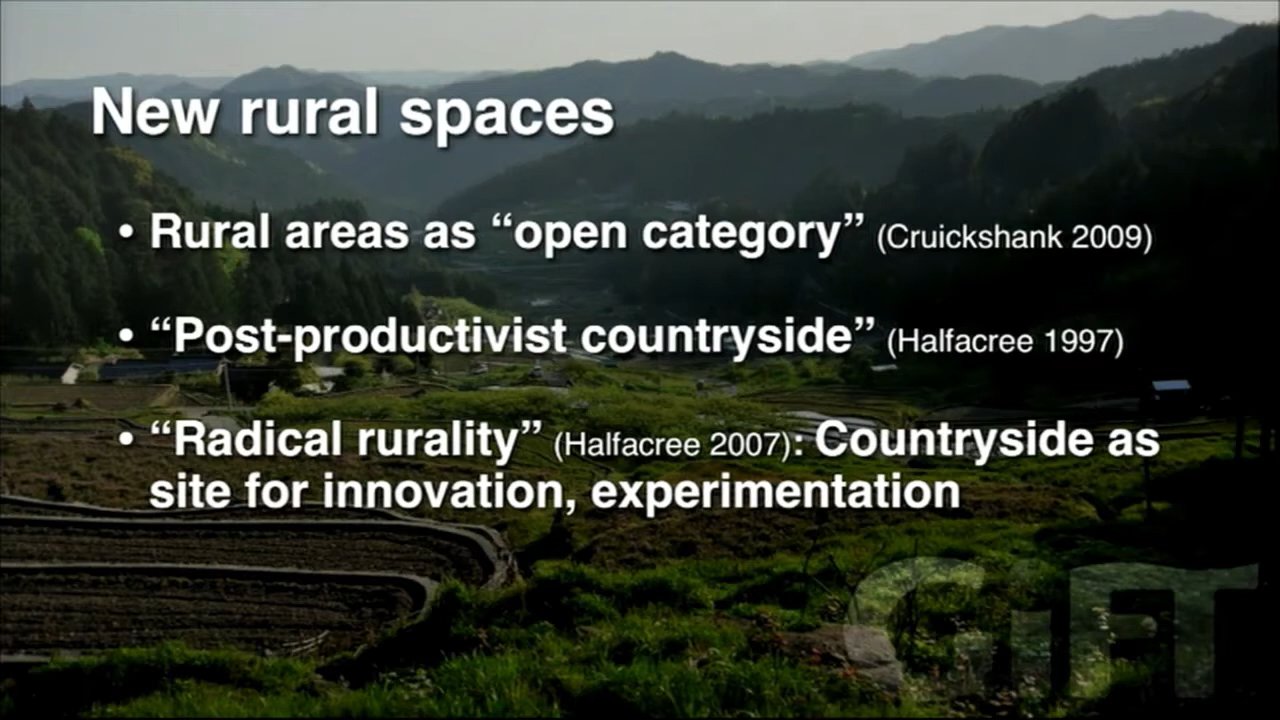 New rural spaces
• Rural areas as “open category” (Cruickshank 2009)
• “Post-productivist countryside” (Halfacree 1997)
• “Radical rurality” (Halfacree 2007): Countryside as
site for innovation, experimentation
GiFT